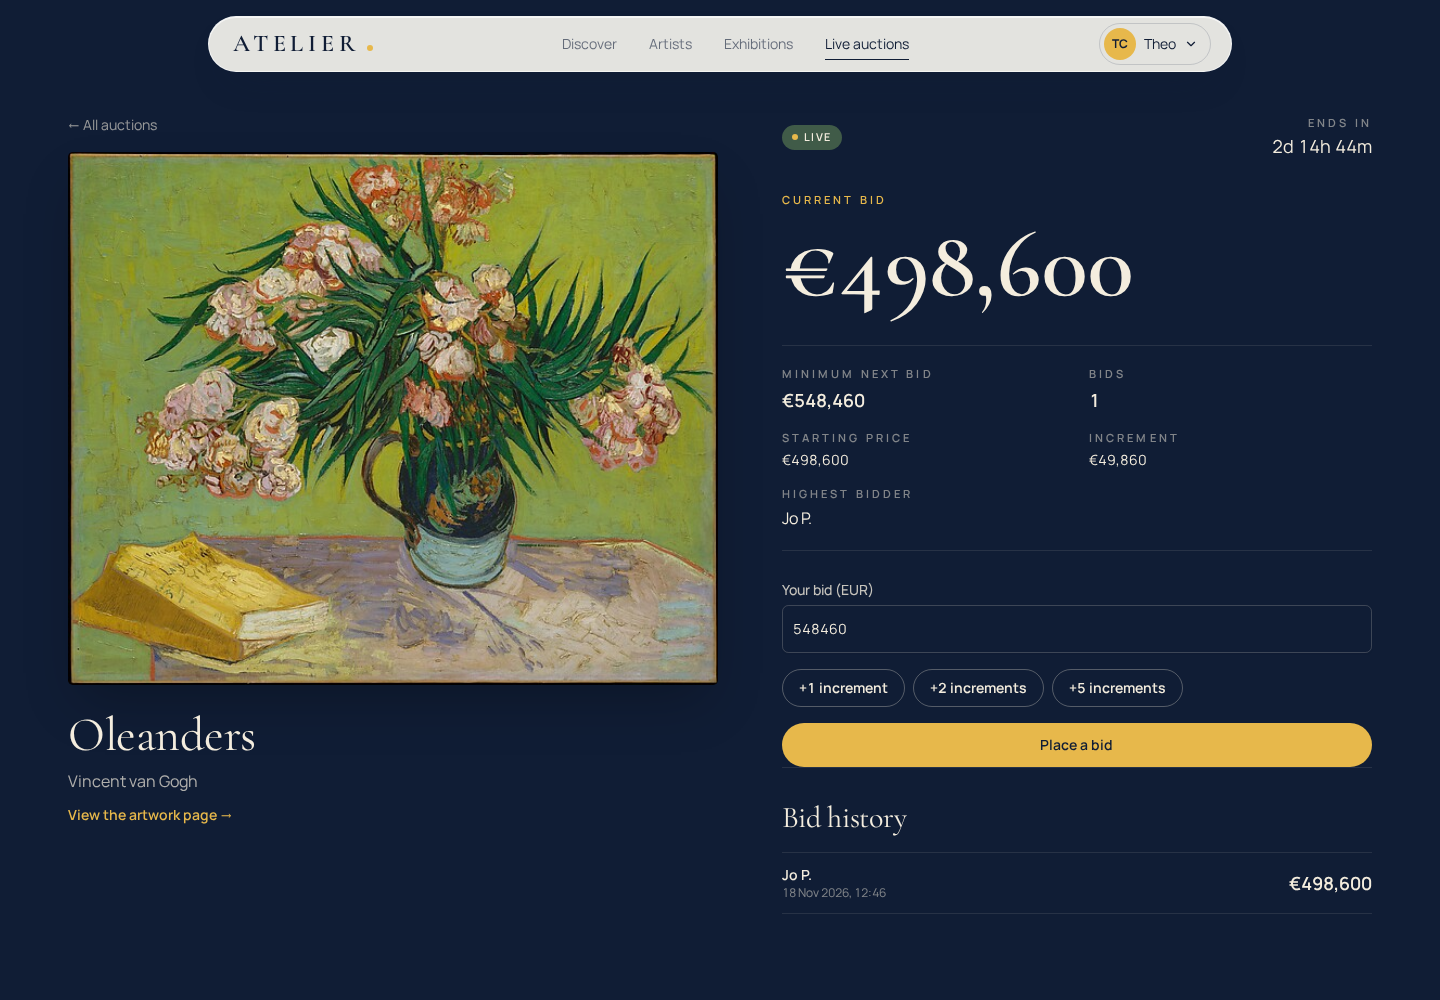 ATELIER
Discover
Artists
Exhibitions
Live auctions
TC
Theo
← All auctions
Oleanders
Vincent van Gogh
View the artwork page →
LIVE
ENDS IN
2d 14h 44m
CURRENT BID
€498,600
MINIMUM NEXT BID
€548,460
BIDS
1
STARTING PRICE
€498,600
INCREMENT
€49,860
HIGHEST BIDDER
Jo P.
Your bid (EUR)
548460
+1 increment
+2 increments
+5 increments
Place a bid
Bid history
Jo P.
18 Nov 2026, 12:46
€498,600